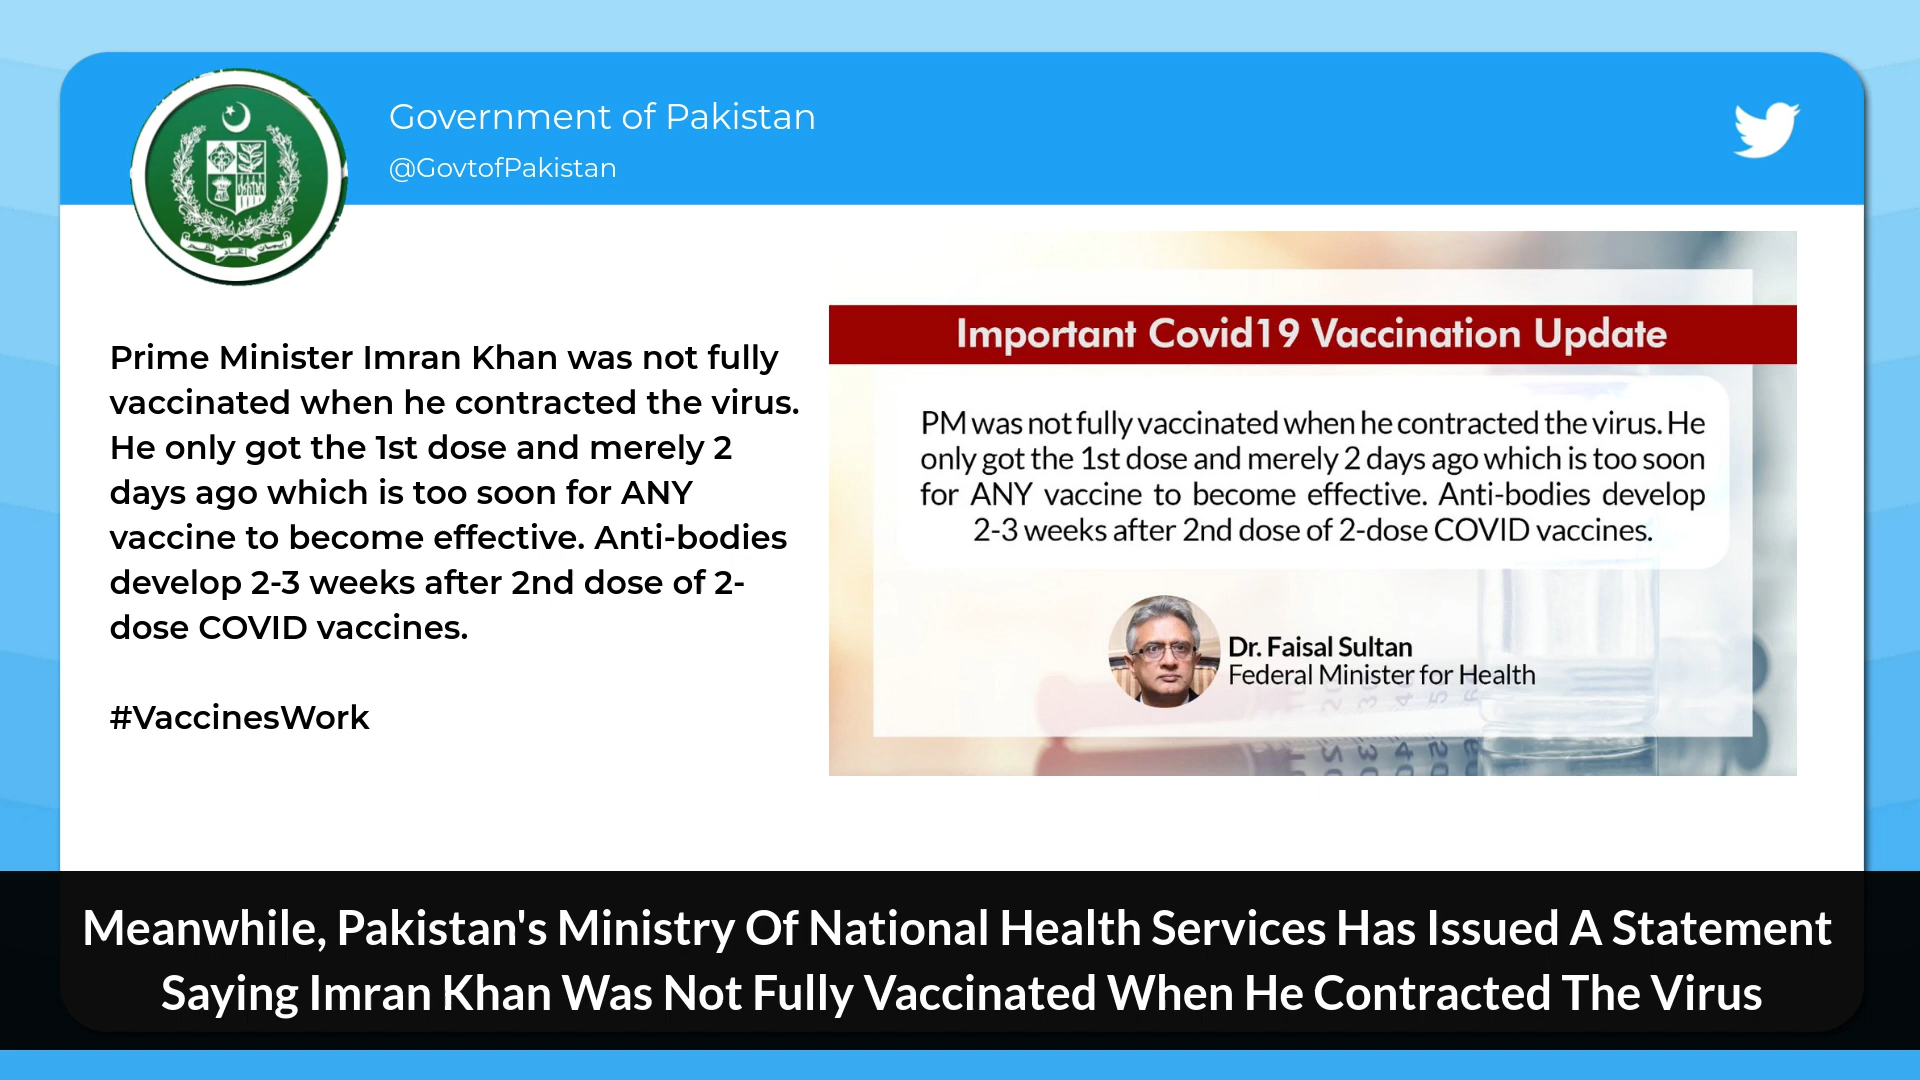 Government of Pakistan
@GovtofPakistan
Prime Minister Imran Khan was not fully
vaccinated when he contracted the virus.
He only got the 1st dose and merely 2
days ago which is too soon for ANY
vaccine to become effective. Anti-bodies
develop 2-3 weeks after 2nd dose of 2-
dose COVID vaccines.
#VaccinesWork
Important Covid19 Vaccination Update
PM was not fully vaccinated when he contracted the virus. He
only got the 1st dose and merely 2 days ago which is too soon
for ANY vaccine to become effective. Anti-bodies develop
2-3 weeks after 2nd dose of 2-dose COVID vaccines.
Dr. Faisal Sultan
Federal Minister for Health
Meanwhile, Pakistan's Ministry Of National Health Services Has Issued A Statement
Saying Imran Khan Was Not Fully Vaccinated When He Contracted The Virus